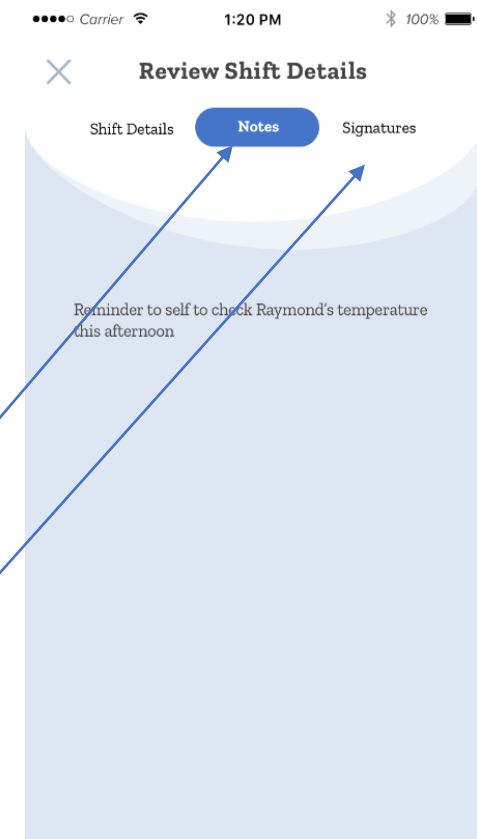 Carrier 1:20 PM 100%
Review Shift Details
Shift Details Notes Signatures
Reminder to self to check Raymond's temperature
this afternoon